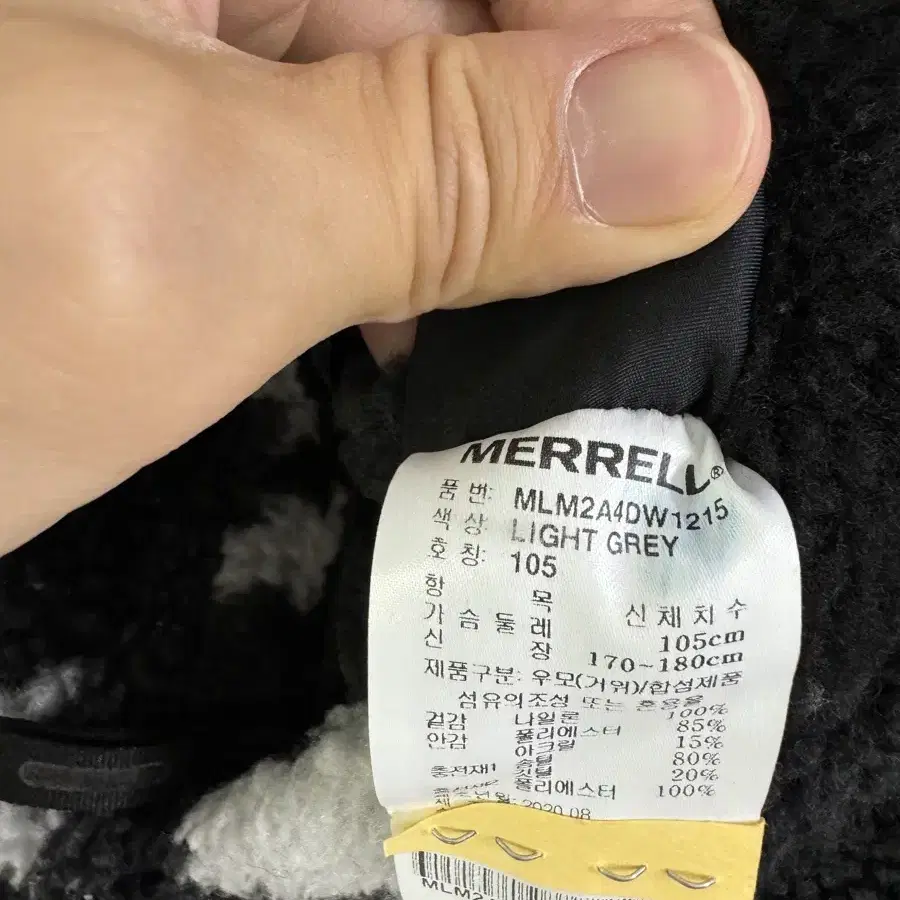 MERRELL®
품 번: MLM2A4DW1215
색 상: LIGHT GREY
호 칭: 105
항 목 신체치수
가 슴 둘 레 105cm
신 장 170~180cm
제품구분: 우모(거위)/합성제품
섬유의조성 또는 혼용율
겉감 나일론 100%
안감 폴리에스터 85%
아크릴 15%
충전재1 솜털 80%
깃털 20%
폴리에스터 100%
2020.08
MLM2